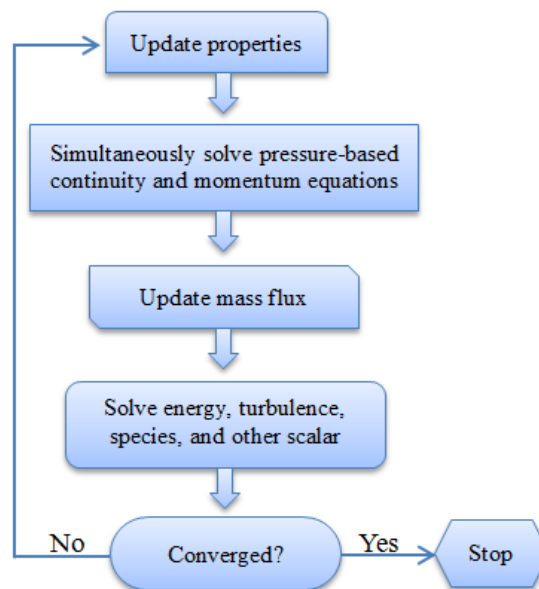 Update properties
Simultaneously solve pressure-based
continuity and momentum equations
Update mass flux
Solve energy, turbulence,
species, and other scalar
No
Converged?
Yes
Stop